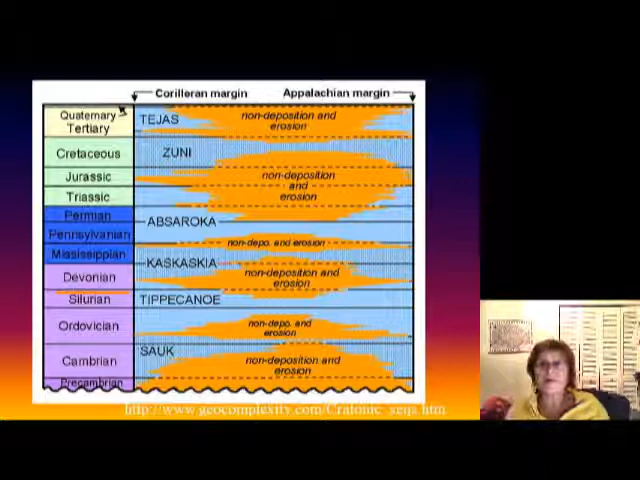 Corilleran margin
Appalachian margin
Quaternary
Tertiary
Cretaceous
Jurassic
Triassic
Permian
Pennsylvanian
Mississippian
Devonian
Silurian
Ordovician
Cambrian
Precambrian
TEJAS
non-deposition and
erosion
ZUNI
non-deposition
and
erosion
ABSAROKA
non-depo. and erosion
KASKASKIA
non-deposition and
erosion
TIPPECANOE
non-depo. and
erosion
SAUK
non-deposition and
erosion
http://www.geocomplexity.com/Cratonic_seqs.htm